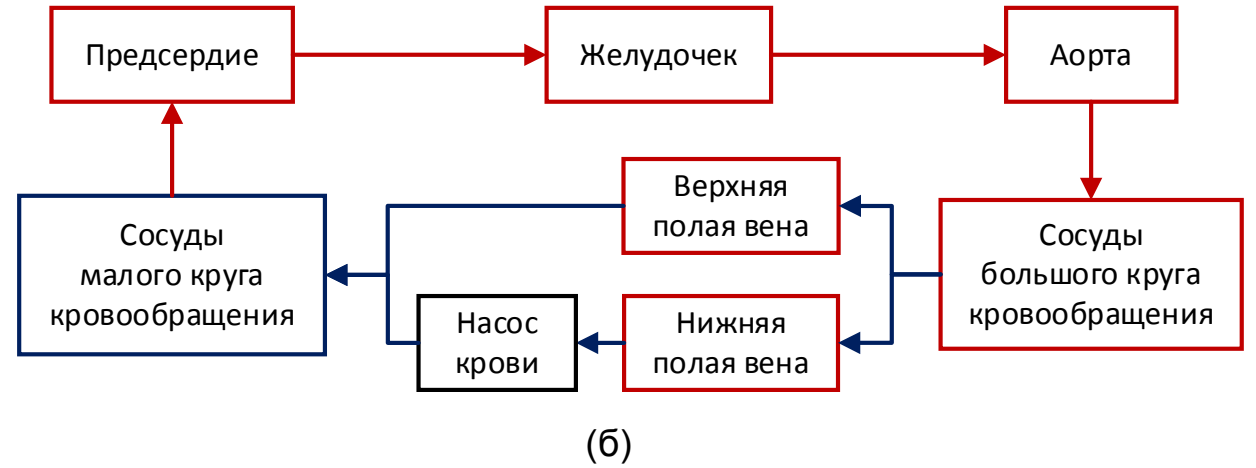 Предсердие
Желудочек
Аорта
Верхняя
полая вена
Сосуды
малого круга
кровообращения
Сосуды
большого круга
кровообращения
Насос
крови
Нижняя
полая вена
(б)